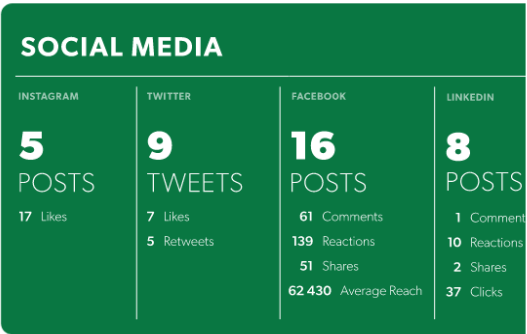 SOCIAL MEDIA
INSTAGRAM
5
POSTS
17 Likes
TWITTER
9
TWEETS
7 Likes
5 Retweets
FACEBOOK
16
POSTS
61 Comments
139 Reactions
51 Shares
62 430 Average Reach
LINKEDIN
8
POSTS
1 Comment
10 Reactions
2 Shares
37 Clicks